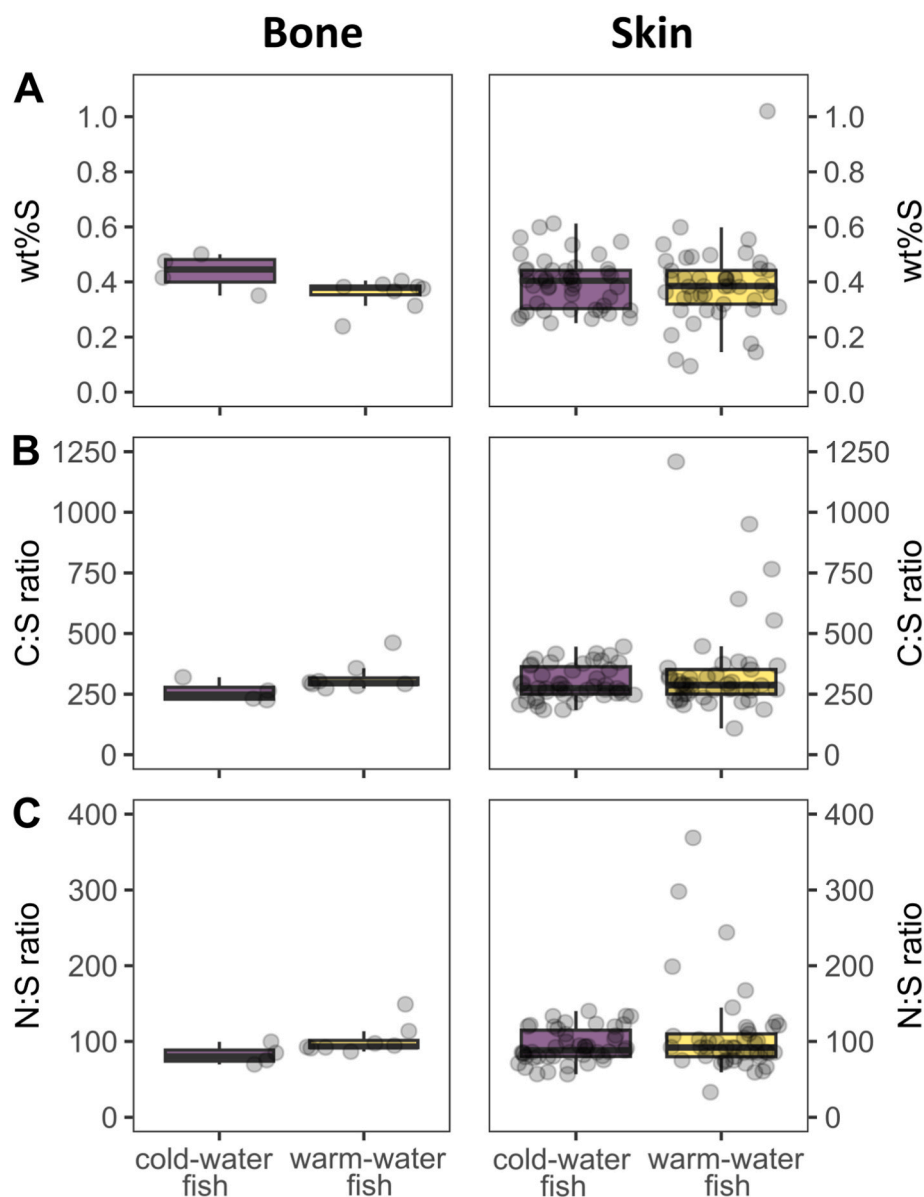 Bone Skin
A
wt%S
1.0
0.8
0.6
0.4
0.2
0.0
1.0
0.8
0.6
0.4
0.2
0.0
wt%S
B
C:S ratio
1250
1000
750
500
250
0
1250
1000
750
500
250
0
C:S ratio
C
N:S ratio
400
300
200
100
0
400
300
200
100
0
N:S ratio
cold-water warm-water cold-water warm-water
fish fish fish fish